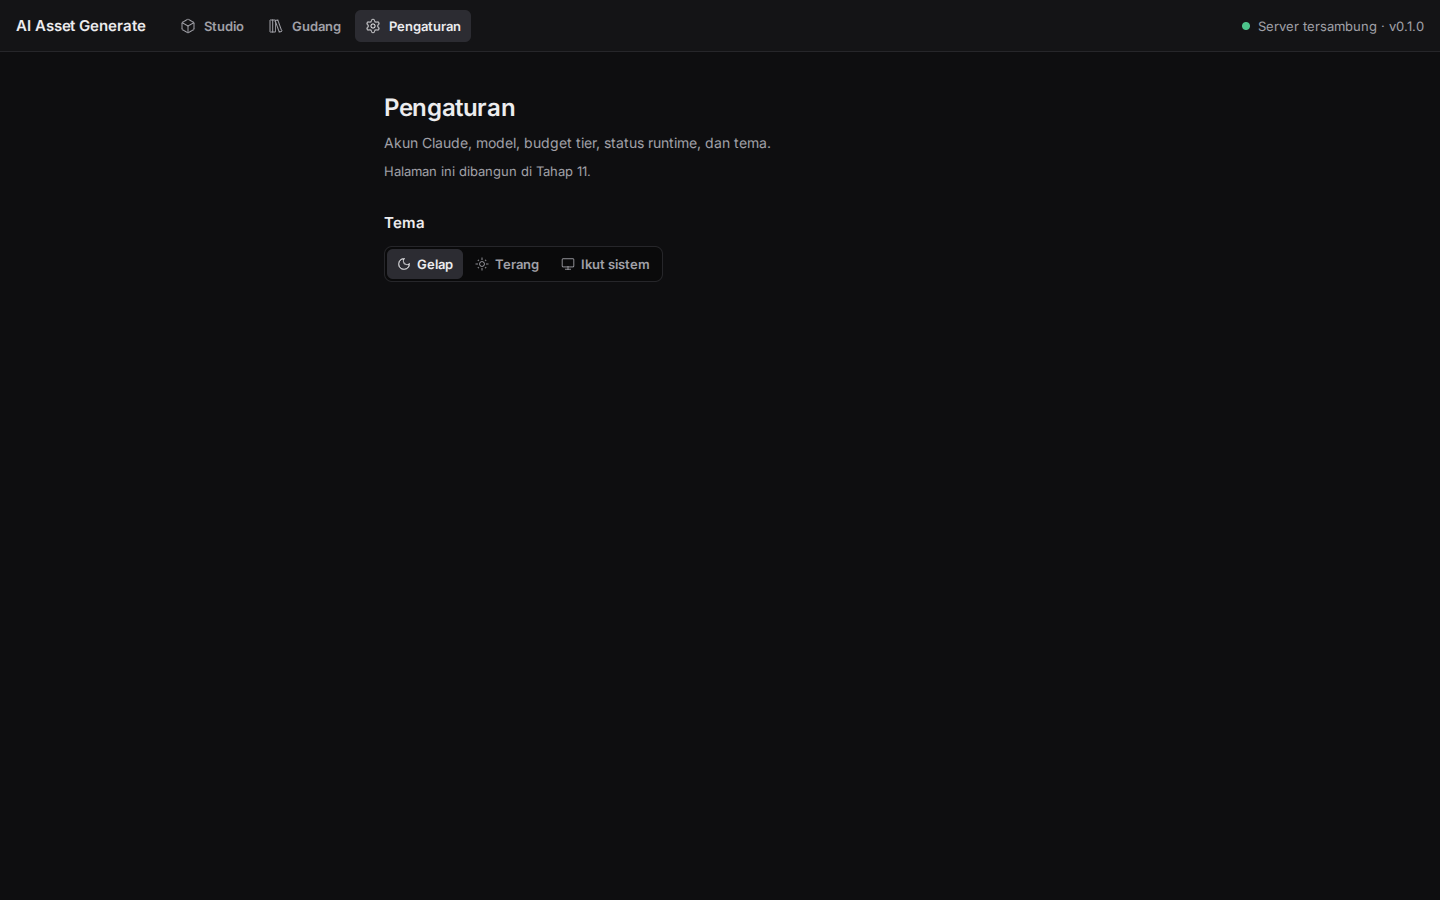 AI Asset Generate
Studio
Gudang
Pengaturan
Server tersambung · v0.1.0
Pengaturan
Akun Claude, model, budget tier, status runtime, dan tema.
Halaman ini dibangun di Tahap 11.
Tema
Gelap
Terang
Ikut sistem